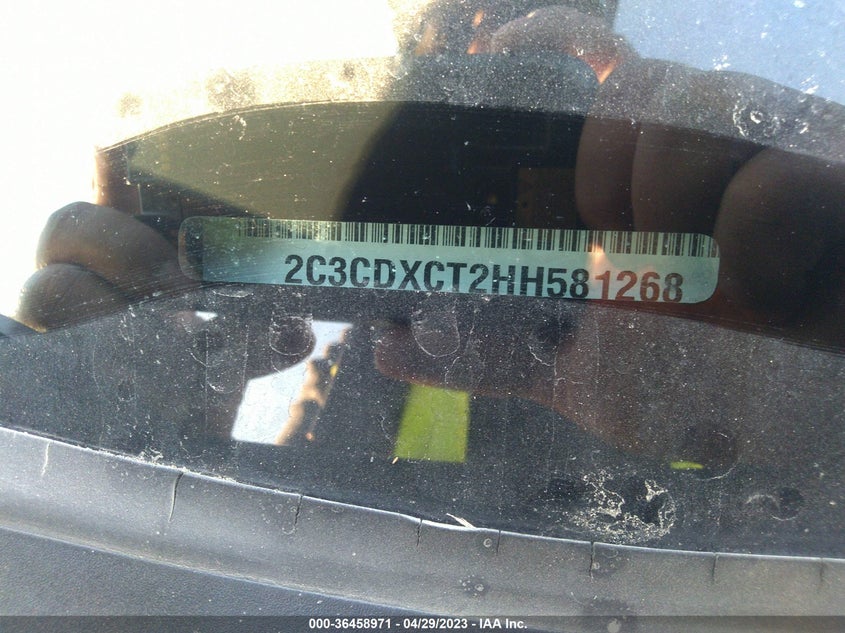 2C3CDXCT2HH581268
000-36458971 - 04/29/2023 - IAA Inc.